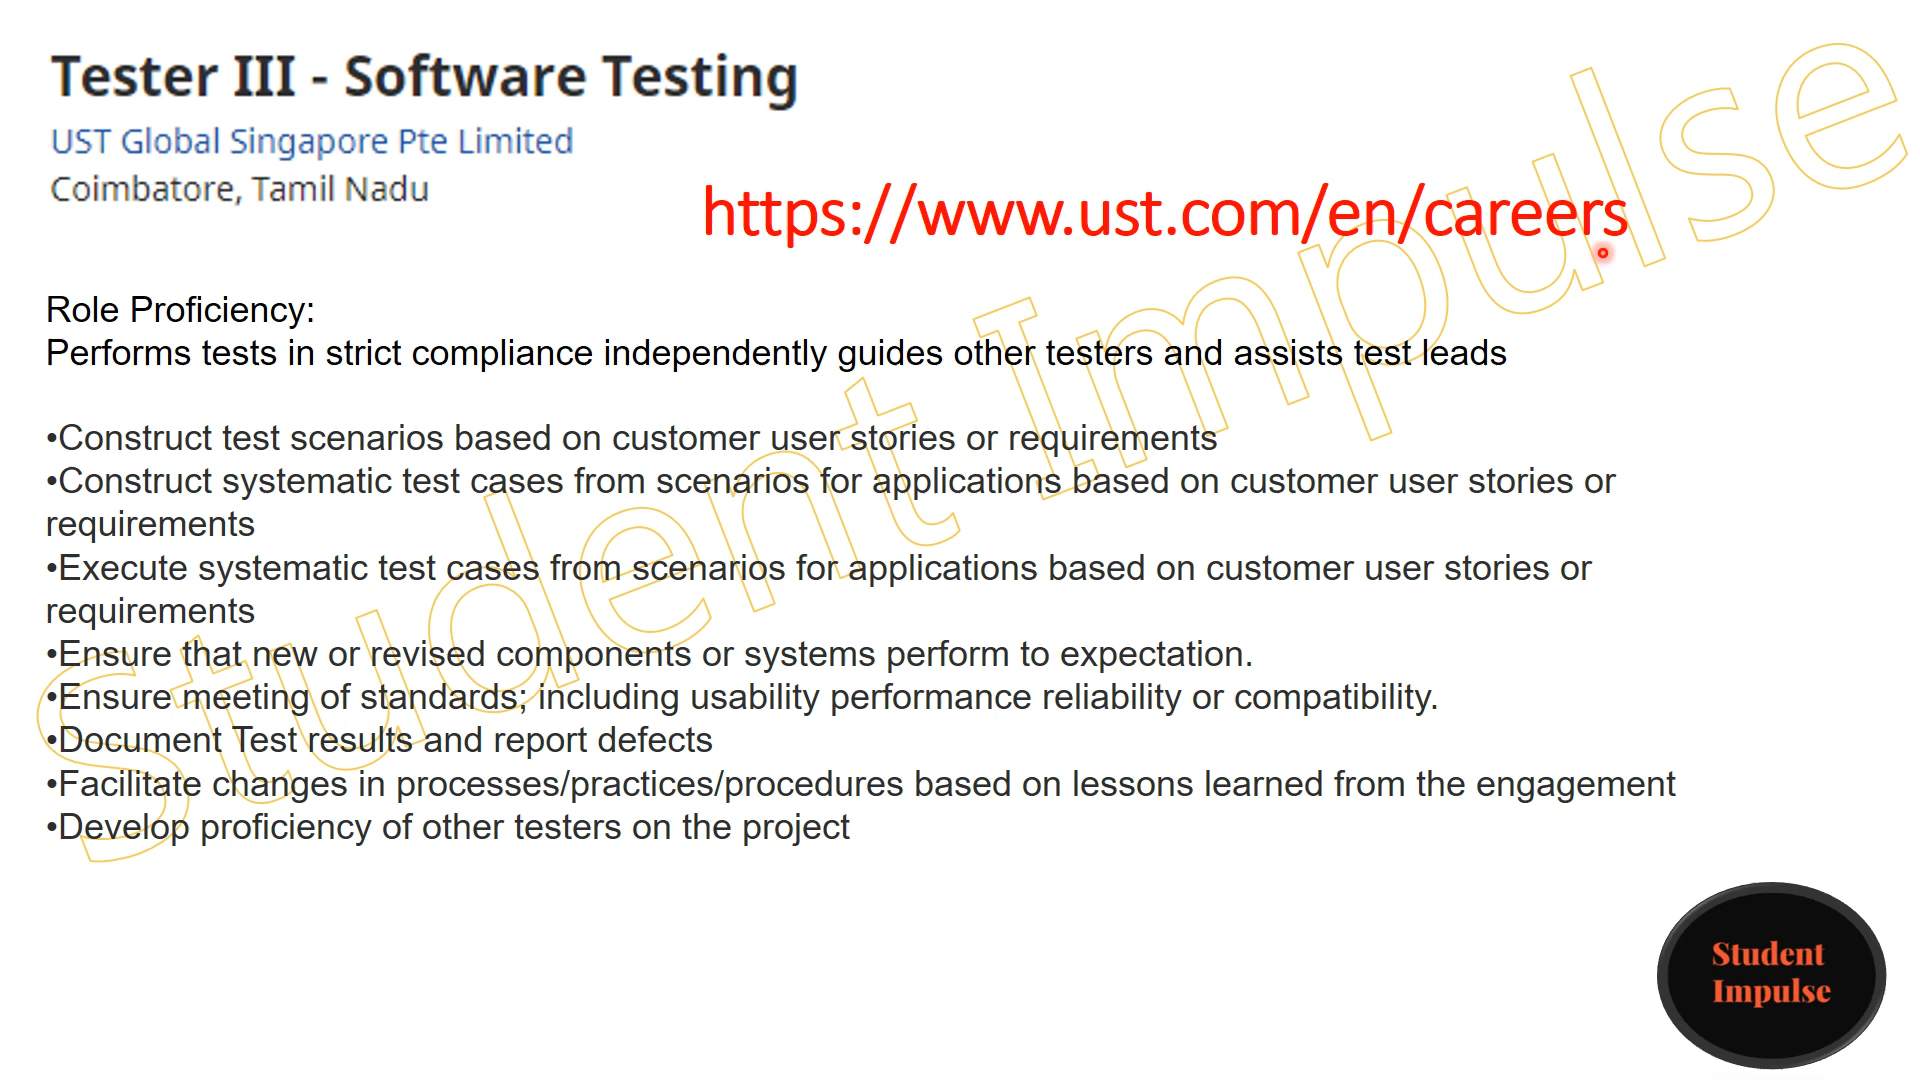 Tester III - Software Testing
UST Global Singapore Pte Limited
Coimbatore, Tamil Nadu
https://www.ust.com/en/careers
Role Proficiency:
Performs tests in strict compliance independently guides other testers and assists test leads
•Construct test scenarios based on customer user stories or requirements
•Construct systematic test cases from scenarios for applications based on customer user stories or
requirements
•Execute systematic test cases from scenarios for applications based on customer user stories or
requirements
•Ensure that new or revised components or systems perform to expectation.
•Ensure meeting of standards; including usability performance reliability or compatibility.
•Document Test results and report defects
•Facilitate changes in processes/practices/procedures based on lessons learned from the engagement
•Develop proficiency of other testers on the project
Student Impulse
Student
Impulse